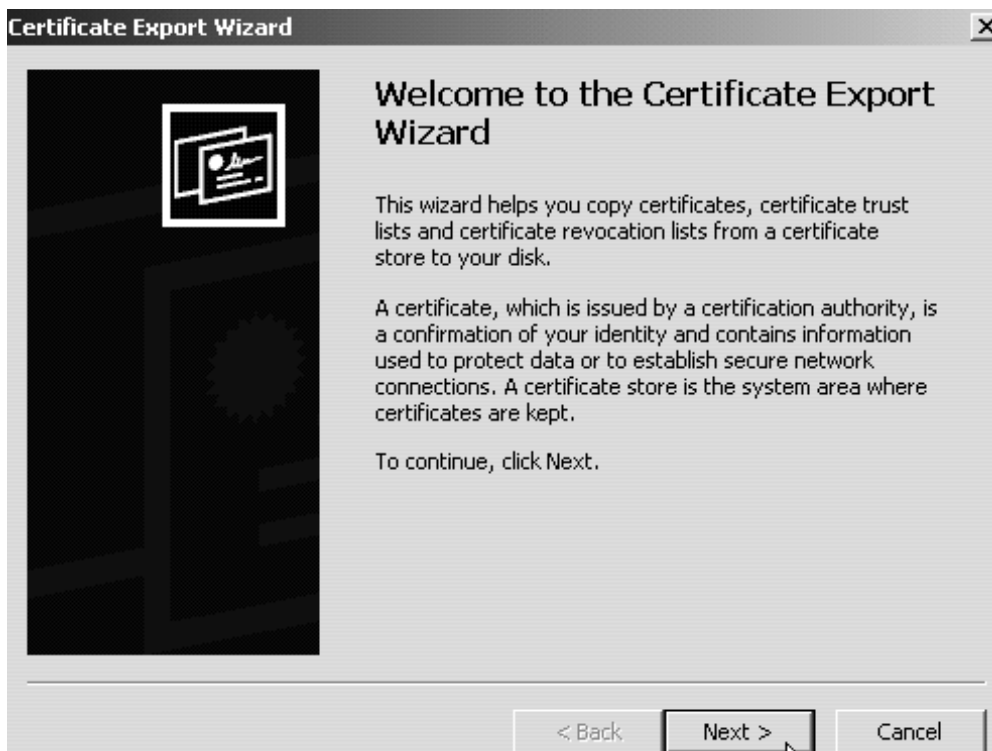 Certificate Export Wizard
Welcome to the Certificate Export
Wizard
This wizard helps you copy certificates, certificate trust
lists and certificate revocation lists from a certificate
store to your disk.
A certificate, which is issued by a certification authority, is
a confirmation of your identity and contains information
used to protect data or to establish secure network
connections. A certificate store is the system area where
certificates are kept.
To continue, click Next.
< Back
Next >
Cancel